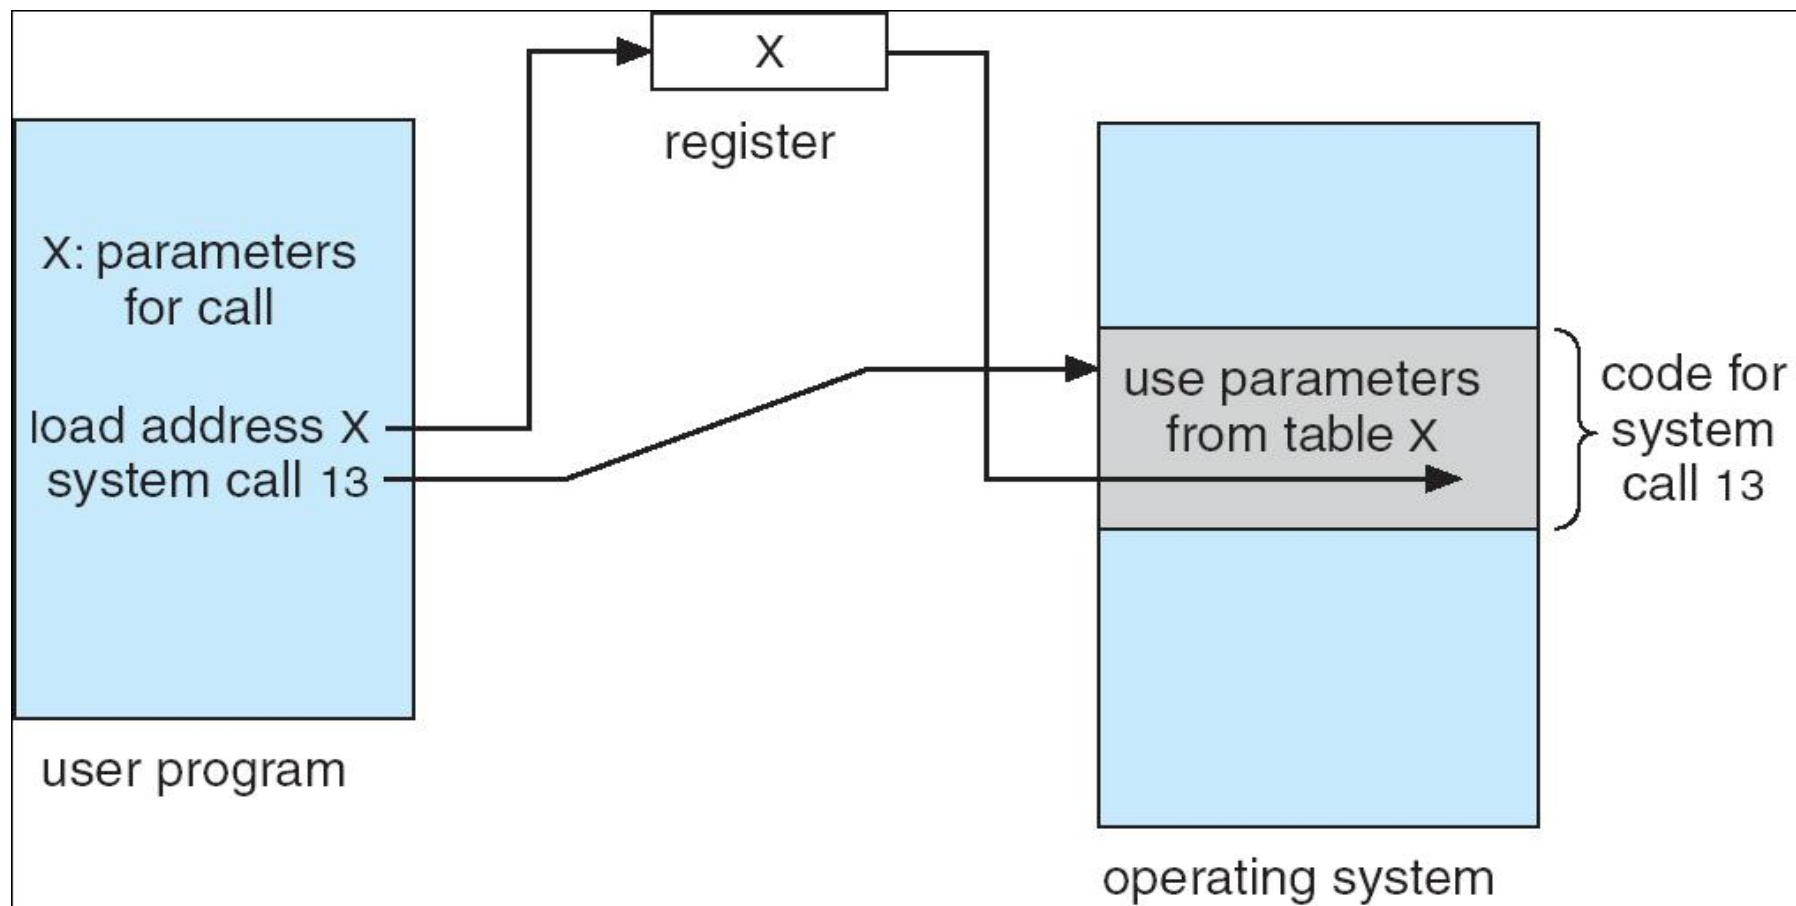 X
register
X: parameters
for call
load address X
system call 13
user program
use parameters
from table X
code for
system
call 13
operating system